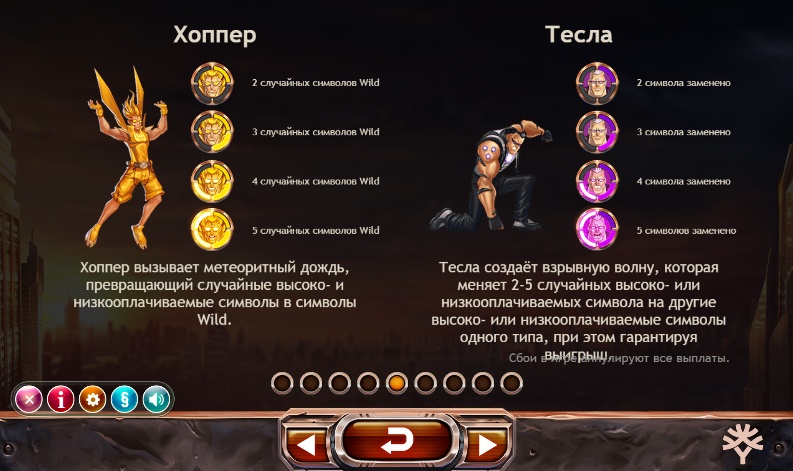 Хоппер
2 случайных символов Wild
3 случайных символов Wild
4 случайных символов Wild
5 случайных символов Wild
Хоппер вызывает метеоритный дождь,
превращающий случайные высоко- и
низкооплачиваемые символы в символы
Wild.
Тесла
2 символа заменено
3 символа заменено
4 символа заменено
5 символов заменено
Тесла создаёт взрывную волну, которая
меняет 2-5 случайных высоко- или
низкооплачиваемых символа на другие
высоко- или низкооплачиваемые символы
одного типа, при этом гарантируя
выигрыш.
Сбои в игре аннулируют все выплаты.
i
§